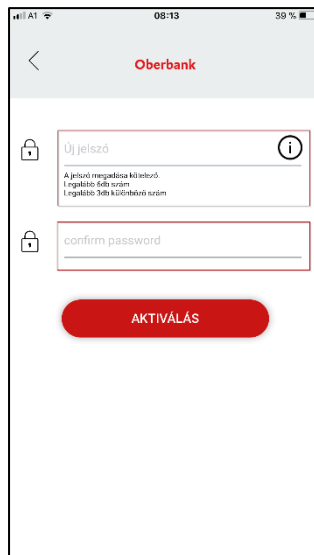 A1 08:13 39 %
Oberbank
Új jelszó
A jelszó megadása kötelező.
Legalább 6db szám
Legalább 3db különböző szám
confirm password
AKTIVÁLÁS